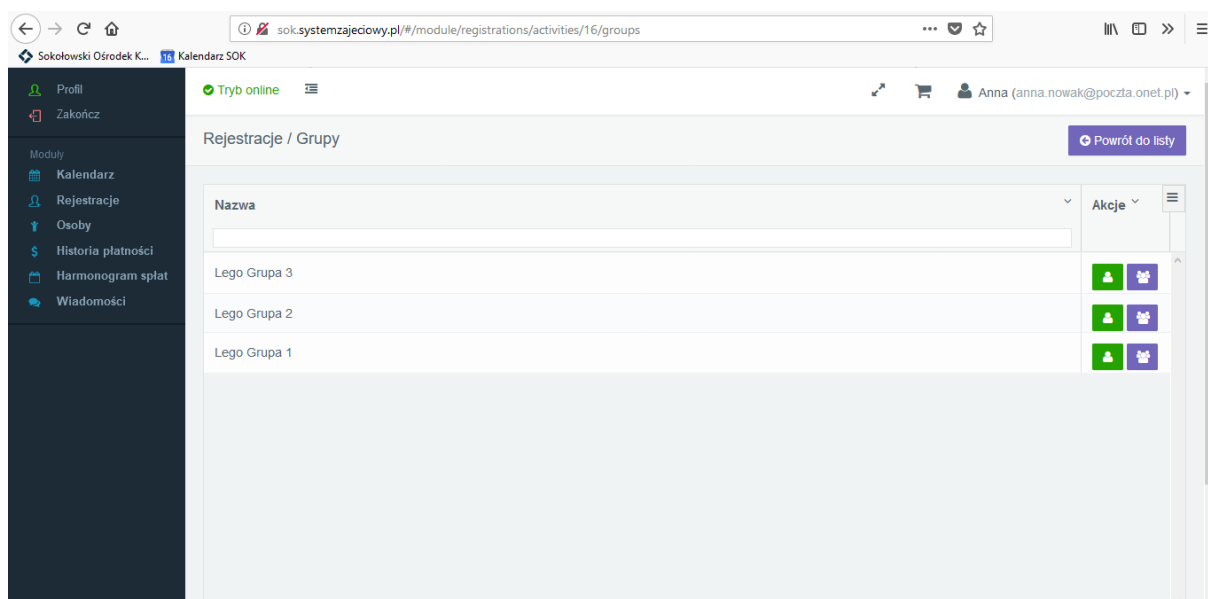 sok.systemzajeciowy.pl/#/module/registrations/activities/16/groups
Sokołowski Ośrodek K... 16 Kalendarz SOK
Profil
Zakończ
Moduły
Kalendarz
Rejestracje
Osoby
Historia płatności
Harmonogram spłat
Wiadomości
Tryb online
Anna (anna.nowak@poczta.onet.pl)
Rejestracje / Grupy
Powrót do listy
Nazwa
Akcje
Lego Grupa 3
Lego Grupa 2
Lego Grupa 1